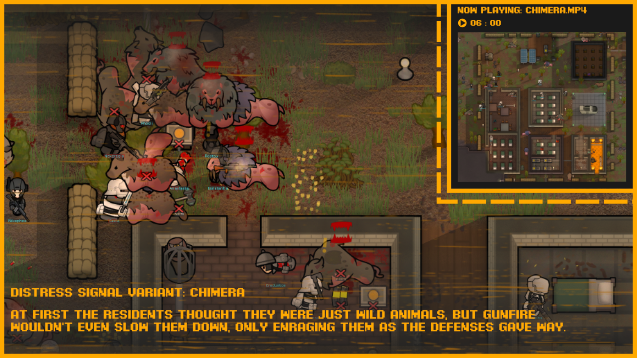 NOW PLAYING: CHIMERA.MP4
06 : 00
DISTRESS SIGNAL VARIANT: CHIMERA
AT FIRST THE RESIDENTS THOUGHT THEY WERE JUST WILD ANIMALS, BUT GUNFIRE
WOULDN'T EVEN SLOW THEM DOWN, ONLY ENRAGING THEM AS THE DEFENSES GAVE WAY.